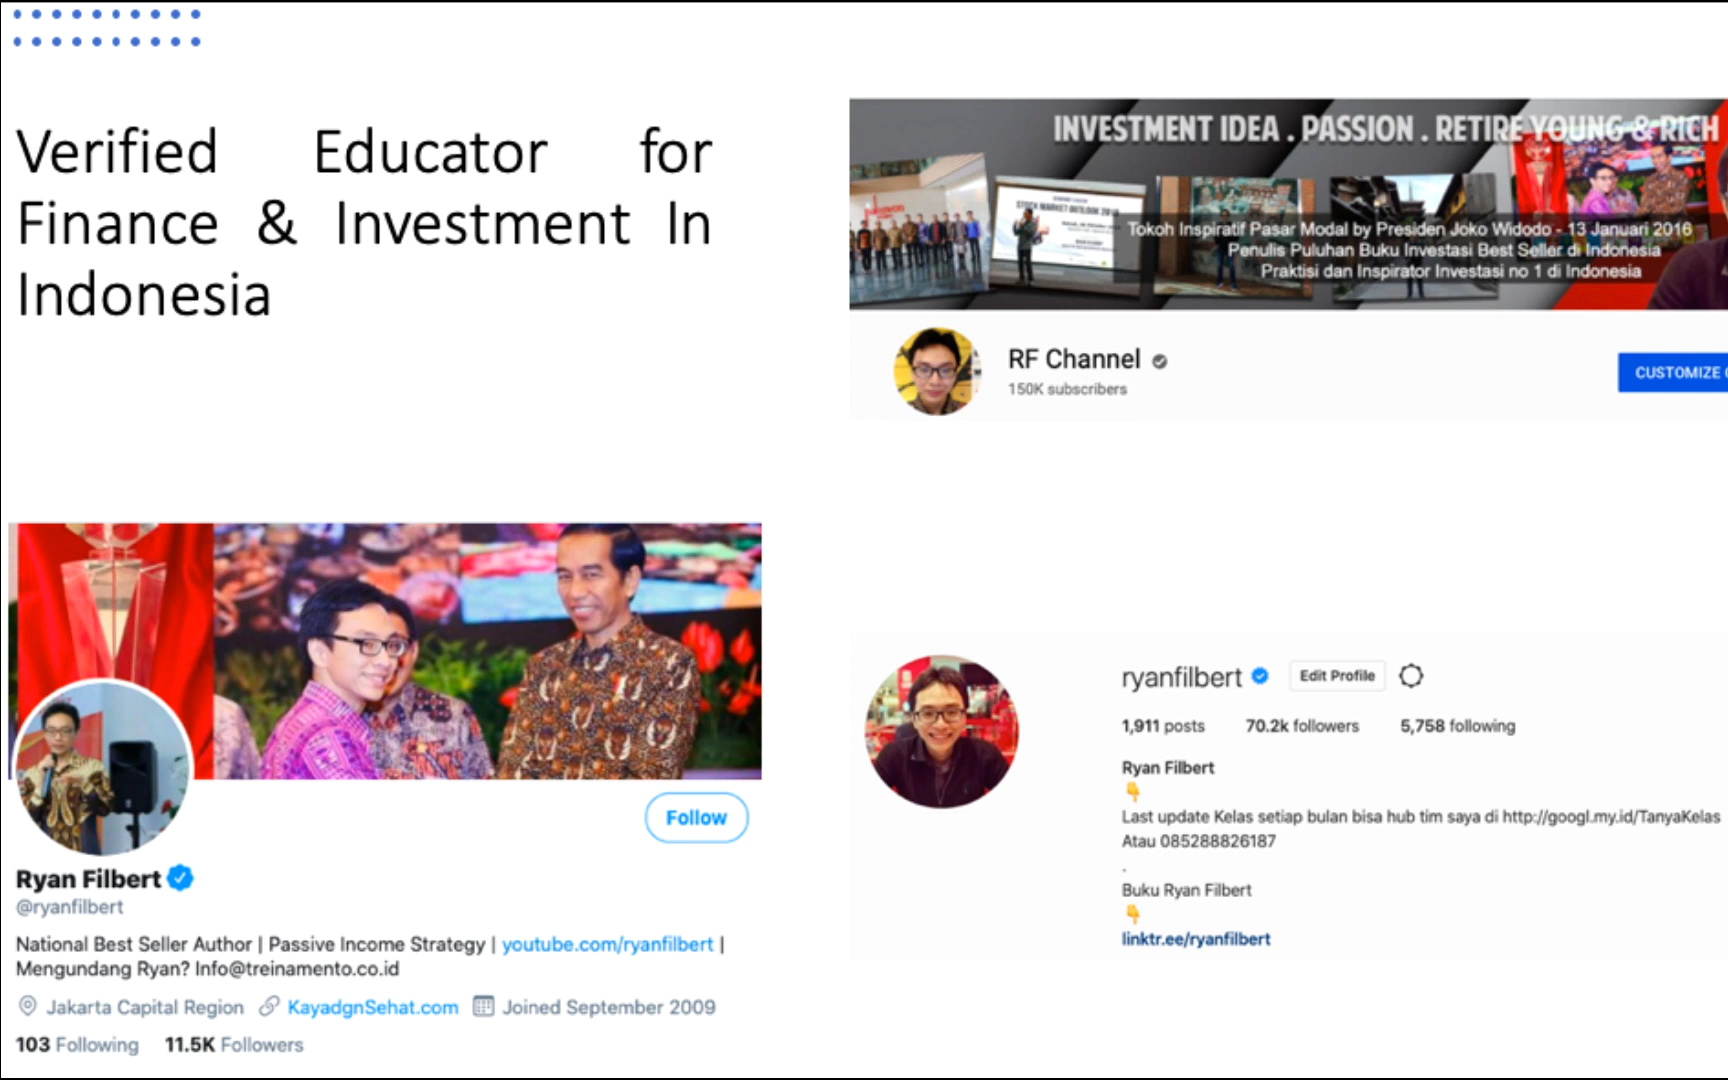 Verified Educator for
Finance & Investment In
Indonesia
INVESTMENT IDEA . PASSION . RETIRE YOUNG & RICH
STOCK MARKET OUTLOOK
Tokoh Inspiratif Pasar Modal by Presiden Joko Widodo - 13 Januari 2016
Penulis Puluhan Buku Investasi Best Seller di Indonesia
Praktisi dan Inspirator Investasi no 1 di Indonesia
RF Channel
150K subscribers
CUSTOMIZE
Follow
Ryan Filbert
@ryanfilbert
National Best Seller Author | Passive Income Strategy | youtube.com/ryanfilbert |
Mengundang Ryan? Info@treinamento.co.id
Jakarta Capital Region KayadgnSehat.com Joined September 2009
103 Following 11.5K Followers
ryanfilbert Edit Profile
1,911 posts 70.2k followers 5,758 following
Ryan Filbert
👇
Last update Kelas setiap bulan bisa hub tim saya di http://googl.my.id/TanyaKelas
Atau 085288826187
.
Buku Ryan Filbert
👇
linktr.ee/ryanfilbert